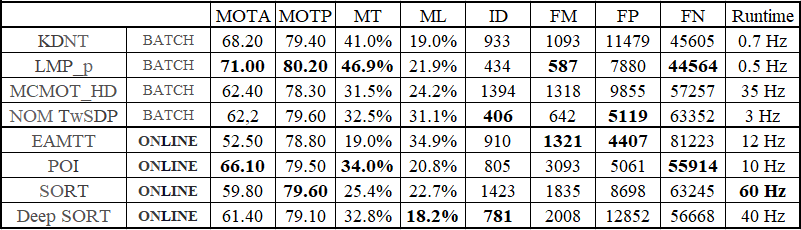 MOTA MOTP MT ML ID FM FP FN Runtime
KDNT BATCH 68.20 79.40 41.0% 19.0% 933 1093 11479 45605 0.7 Hz
LMP_p BATCH 71.00 80.20 46.9% 21.9% 434 587 7880 44564 0.5 Hz
MCMOT_HD BATCH 62.40 78.30 31.5% 24.2% 1394 1318 9855 57257 35 Hz
NOM TwSDP BATCH 62,2 79.60 32.5% 31.1% 406 642 5119 63352 3 Hz
EAMTT ONLINE 52.50 78.80 19.0% 34.9% 910 1321 4407 81223 12 Hz
POI ONLINE 66.10 79.50 34.0% 20.8% 805 3093 5061 55914 10 Hz
SORT ONLINE 59.80 79.60 25.4% 22.7% 1423 1835 8698 63245 60 Hz
Deep SORT ONLINE 61.40 79.10 32.8% 18.2% 781 2008 12852 56668 40 Hz